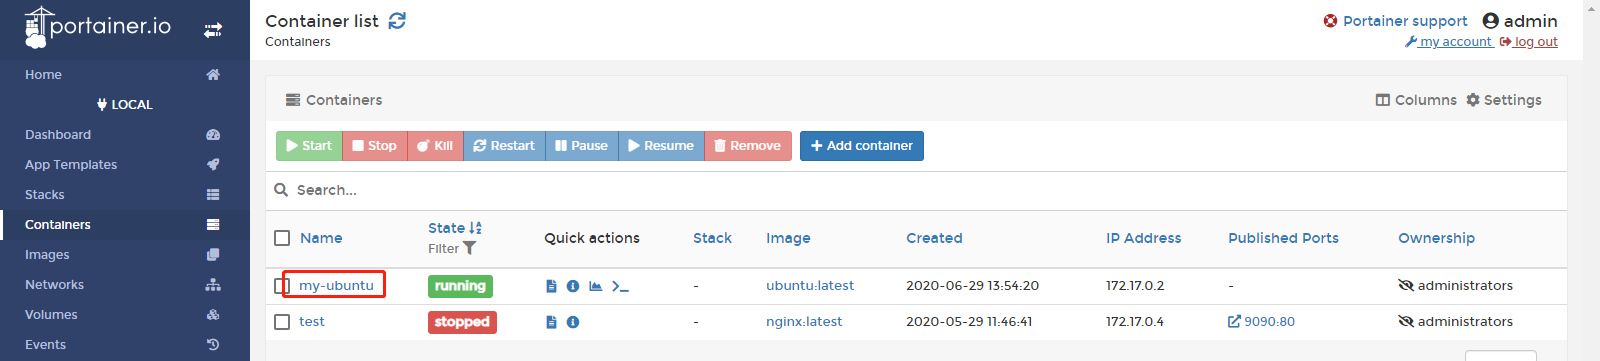 portainer.io
Home
LOCAL
Dashboard
App Templates
Stacks
Containers
Images
Networks
Volumes
Events
Container list
Containers
Portainer support admin
my account log out
Containers
Columns Settings
Start Stop Kill Restart Pause Resume Remove Add container
Search...
Name State Filter Quick actions Stack Image Created IP Address Published Ports Ownership
my-ubuntu running - ubuntu:latest 2020-06-29 13:54:20 172.17.0.2 - administrators
test stopped - nginx:latest 2020-05-29 11:46:41 172.17.0.4 9090:80 administrators